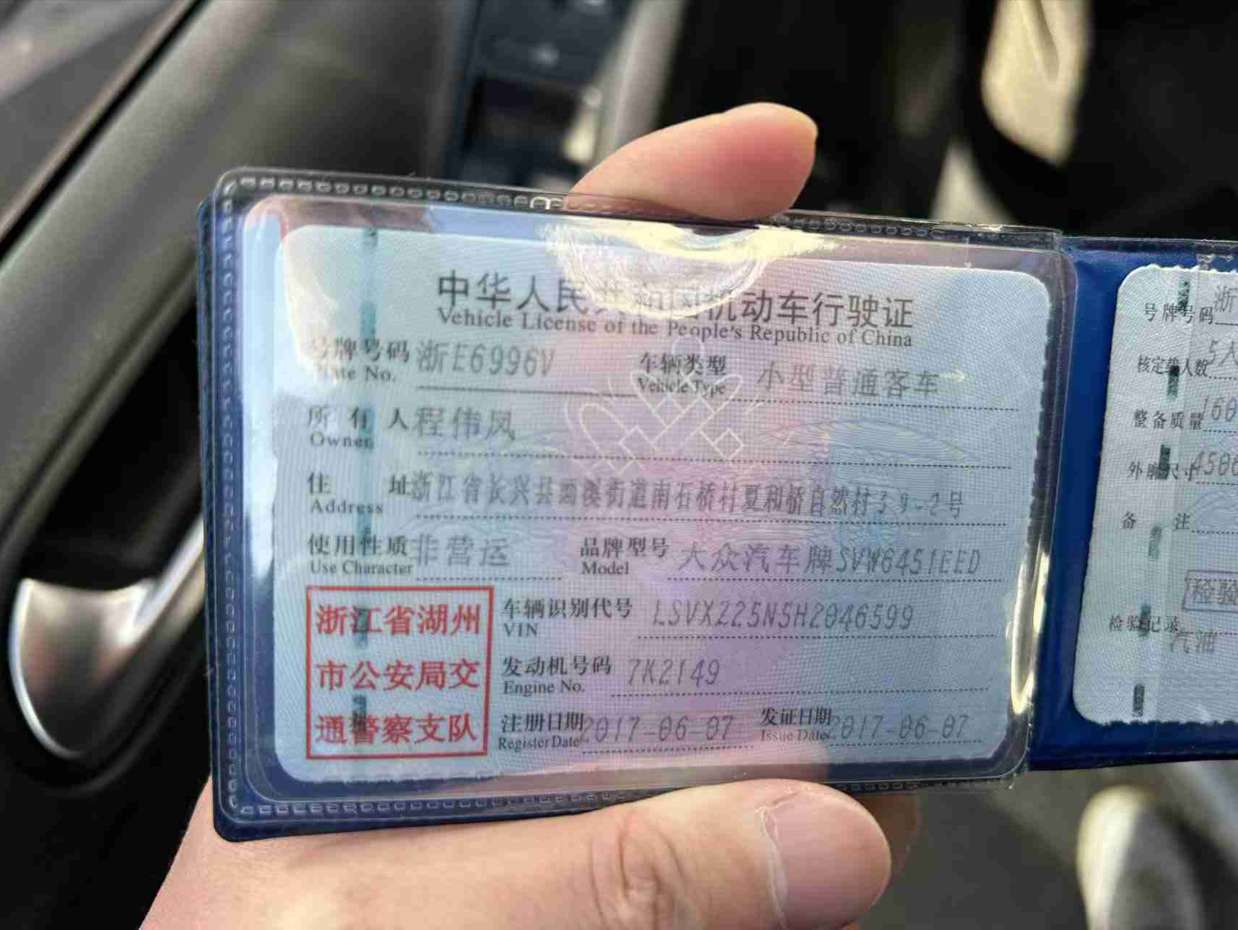 中华人民共和国机动车行驶证
Vehicle License of the People's Republic of China
号牌号码 浙E6996V 车辆类型 小型普通客车
Plate No. Vehicle Type
所有人 程伟凤
Owner
住址 浙江省长兴县 街道南石桥村夏和桥自然村39-2号
Address
使用性质 非营运 品牌型号 大众汽车牌SVW6451EED
Use Character Model
浙江省湖州
市公安局交
通警察支队
车辆识别代号 LSVXZ25N5H2046599
VIN
发动机号码 7K2149
Engine No.
注册日期 2017-06-07 发证日期 2017-06-07
Register Date Issue Date
号牌号码 浙
核定载人数 5人
整备质量 160
外廓尺寸 4586
备注
检验
检验记录
汽油